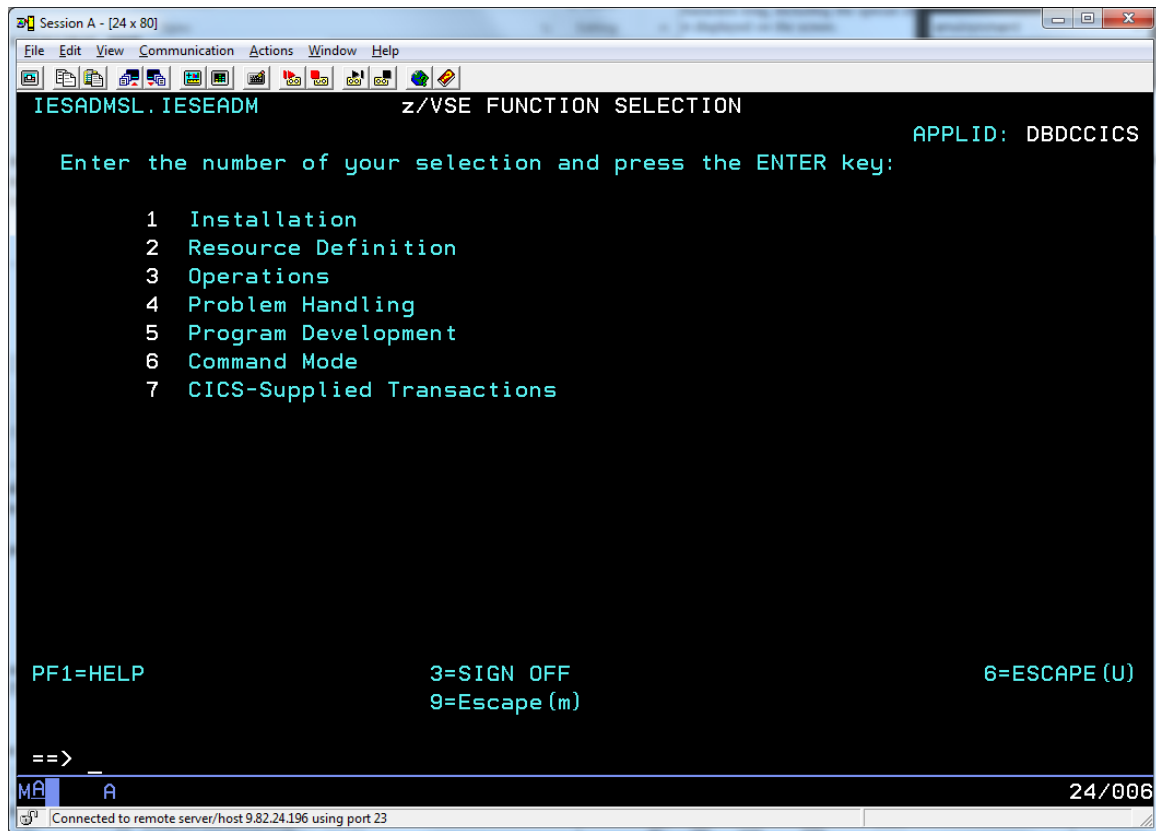 Session A - [24 x 80]
File Edit View Communication Actions Window Help
IESADMSL.IESEADM z/VSE FUNCTION SELECTION
APPLID: DBDCCICS
Enter the number of your selection and press the ENTER key:
1 Installation
2 Resource Definition
3 Operations
4 Problem Handling
5 Program Development
6 Command Mode
7 CICS-Supplied Transactions
PF1=HELP 3=SIGN OFF 6=ESCAPE(U)
9=Escape(m)
==> _
MA A 24/006
Connected to remote server/host 9.82.24.196 using port 23